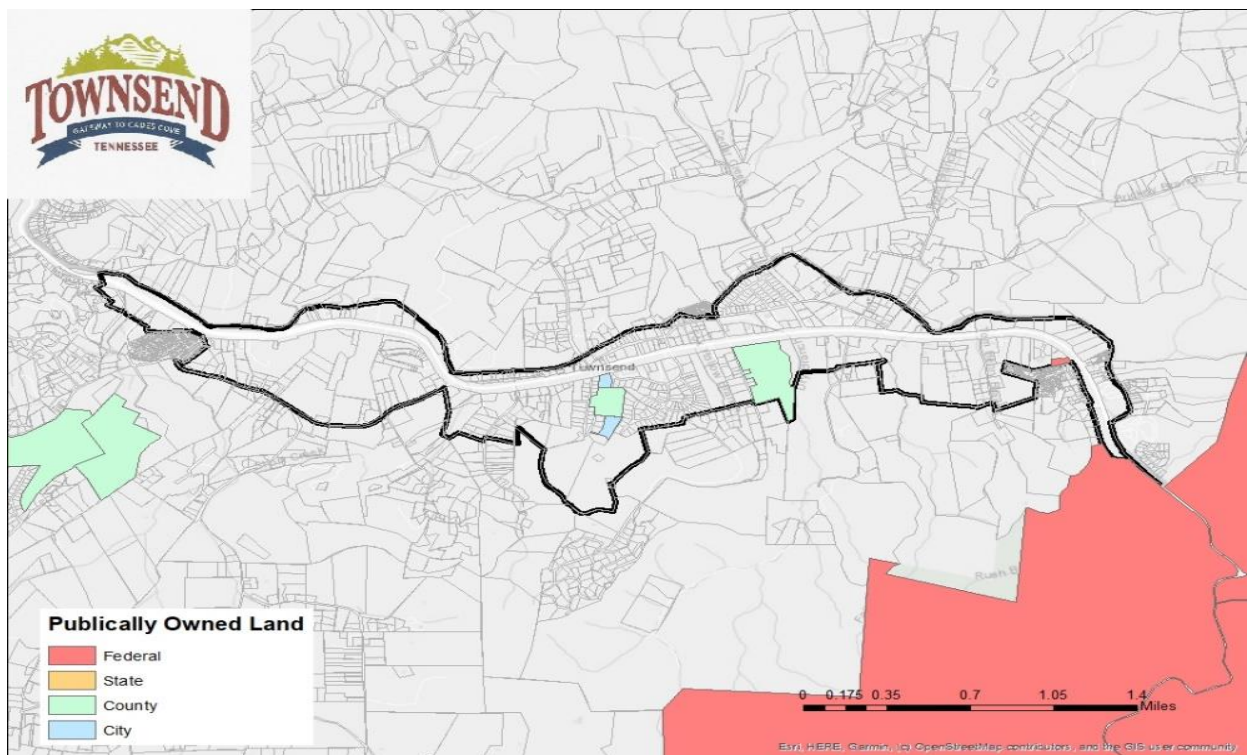 TOWNSEND
GATEWAY TO CADES COVE
TENNESSEE
Townsend
Rush B
Publically Owned Land
Federal
State
County
City
0 0.175 0.35 0.7 1.05 1.4
Miles
Esri, HERE, Garmin, (c) OpenStreetMap contributors, and the GIS user community